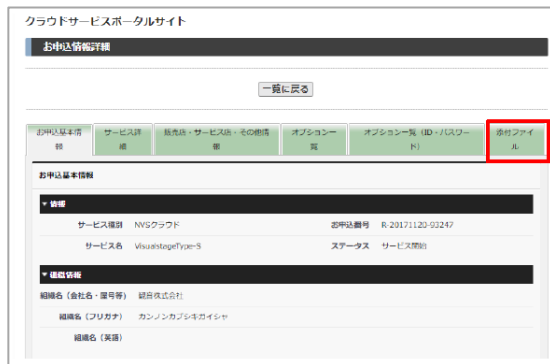 クラウドサービスポータルサイト
お申込情報詳細
一覧に戻る
お申込基本情報
サービス詳細
販売店・サービス店・その他情報
オプション一覧
オプション一覧（ID・パスワード）
添付ファイル
お申込基本情報
▼ 情報
サービス種別 NVSクラウド お申込番号 R-20171120-93247
サービス名 VisualstageType-S ステータス サービス開始
▼ 組織情報
組織名（会社名・屋号等） 株式会社
組織名（フリガナ） カンノンカブシキガイシャ
組織名（英語）